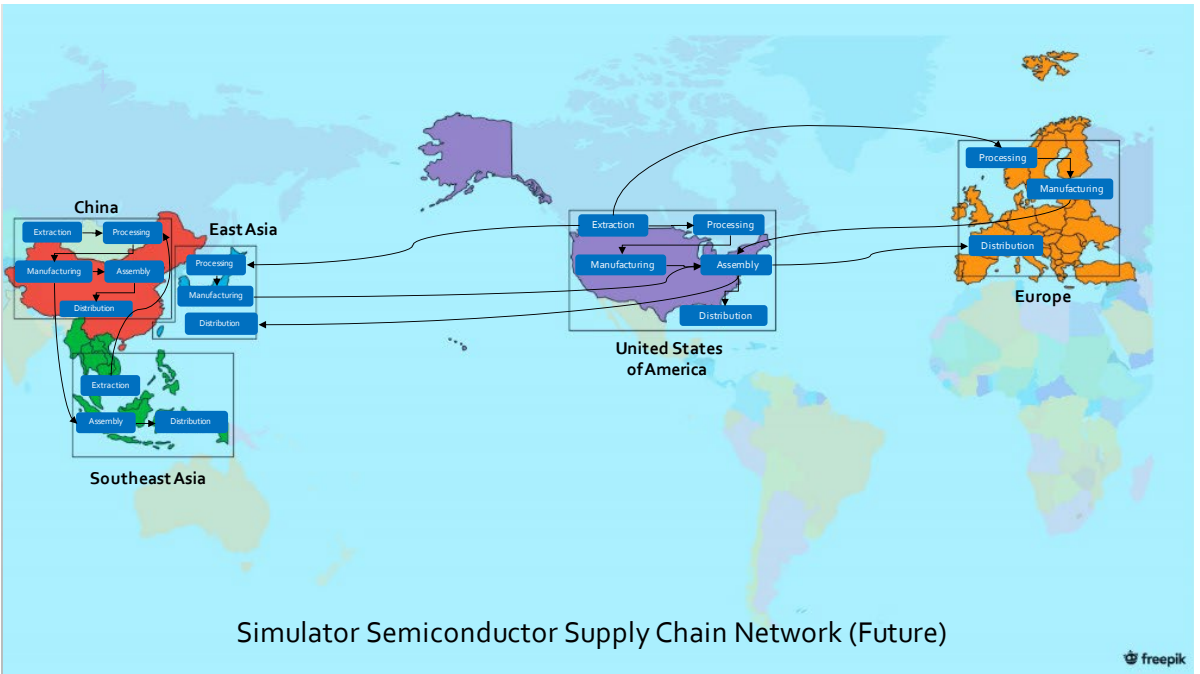 China
Extraction
Processing
Manufacturing
Assembly
Distribution
East Asia
Processing
Manufacturing
Distribution
Extraction
Assembly
Distribution
Southeast Asia
Extraction
Processing
Manufacturing
Assembly
Distribution
United States
of America
Processing
Manufacturing
Distribution
Europe
Simulator Semiconductor Supply Chain Network (Future)
freepik